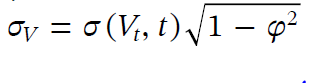 σ_V = σ(V_t, t)√(1 − φ²)